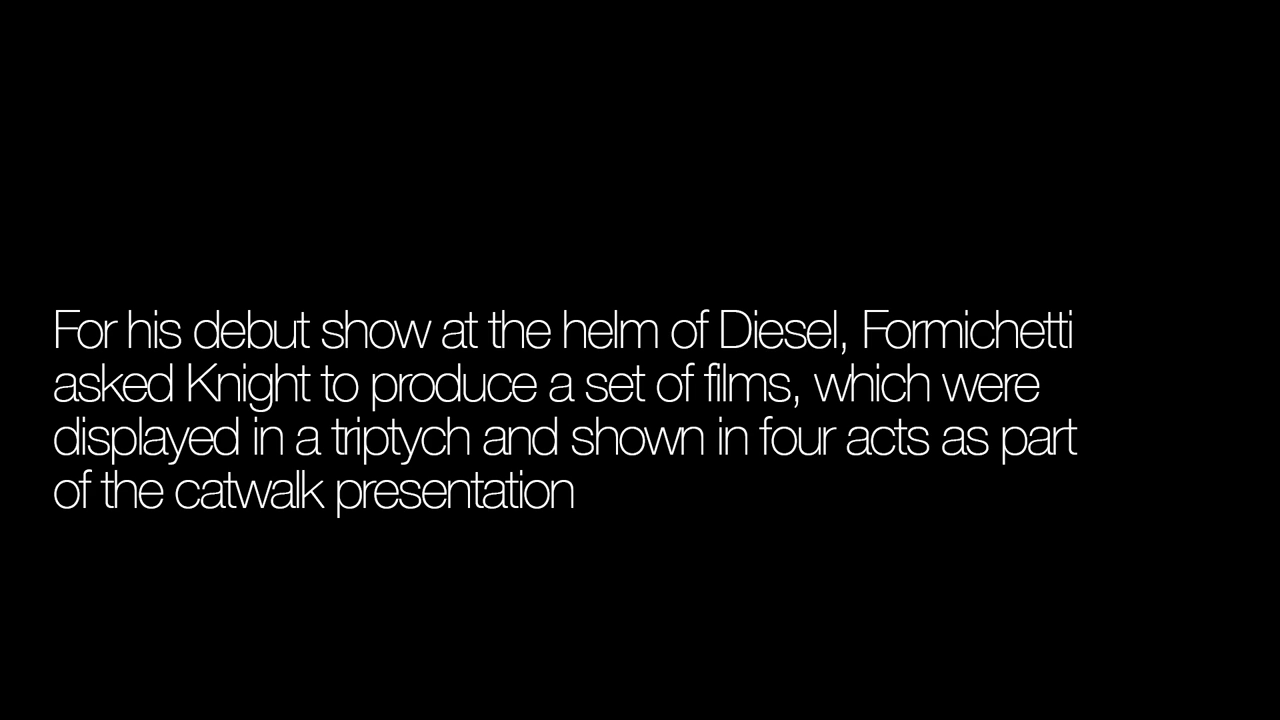 For his debut show at the helm of Diesel, Formichetti
asked Knight to produce a set of films, which were
displayed in a triptych and shown in four acts as part
of the catwalk presentation